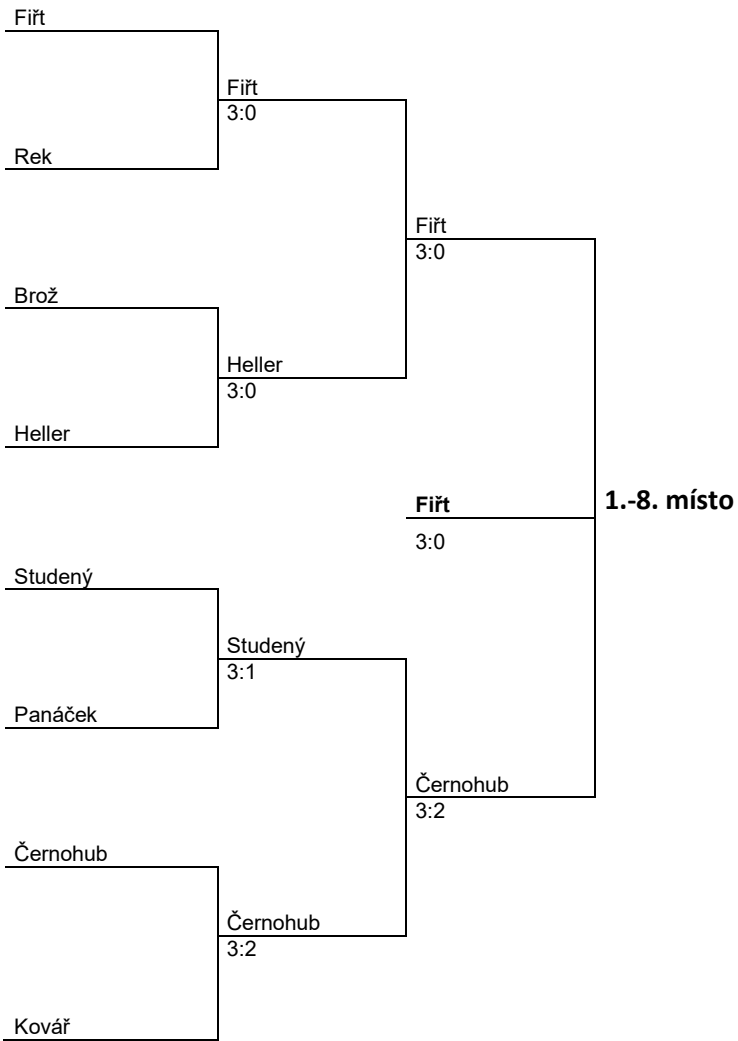 Fiřt
Fiřt
3:0
Rek
Fiřt
3:0
Brož
Heller
3:0
Heller
Fiřt
1.-8. místo
3:0
Studený
Studený
3:1
Panáček
Černohub
3:2
Černohub
Černohub
3:2
Kovář